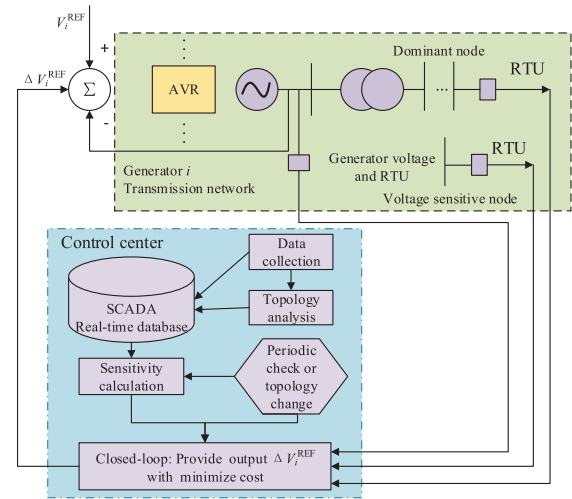 V_i^REF
+
Δ V_i^REF
Σ
-
AVR
Dominant node
RTU
...
RTU
Generator voltage
and RTU
Voltage sensitive node
Generator i
Transmission network
Control center
Data
collection
SCADA
Real-time database
Topology
analysis
Sensitivity
calculation
Periodic
check or
topology
change
Closed-loop: Provide output Δ V_i^REF
with minimize cost